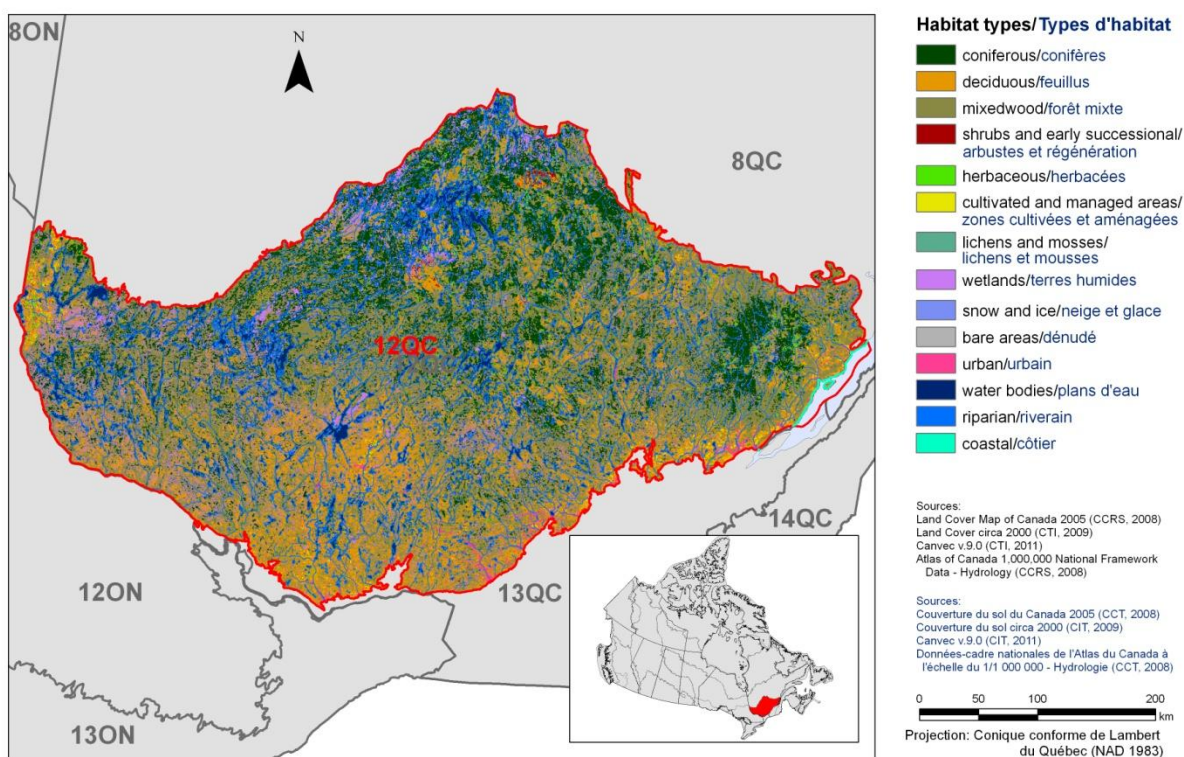 8ON
N
8QC
12QC
12ON
13QC
14QC
13ON
Habitat types/Types d'habitat
coniferous/conifères
deciduous/feuillus
mixedwood/forêt mixte
shrubs and early successional/
arbustes et régénération
herbaceous/herbacées
cultivated and managed areas/
zones cultivées et aménagées
lichens and mosses/
lichens et mousses
wetlands/terres humides
snow and ice/neige et glace
bare areas/dénudé
urban/urbain
water bodies/plans d'eau
riparian/riverain
coastal/côtier
Sources:
Land Cover Map of Canada 2005 (CCRS, 2008)
Land Cover circa 2000 (CTI, 2009)
Canvec v.9.0 (CTI, 2011)
Atlas of Canada 1,000,000 National Framework
Data - Hydrology (CCRS, 2008)
Sources:
Couverture du sol du Canada 2005 (CCT, 2008)
Couverture du sol circa 2000 (CIT, 2009)
Canvec v.9.0 (CIT, 2011)
Données-cadre nationales de l'Atlas du Canada à
l'échelle du 1/1 000 000 - Hydrologie (CCT, 2008)
0 50 100 200
km
Projection: Conique conforme de Lambert
du Québec (NAD 1983)